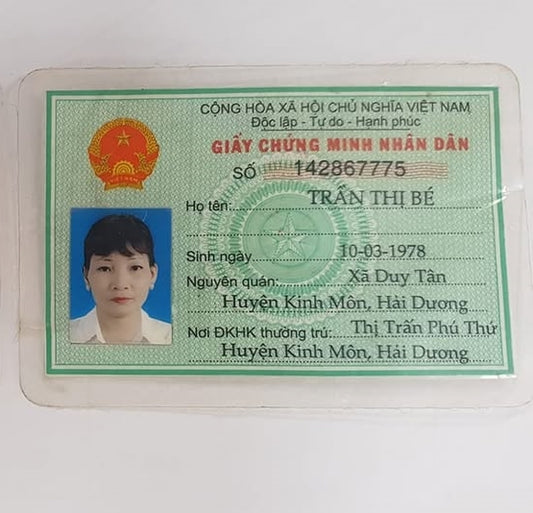 CỘNG HÒA XÃ HỘI CHỦ NGHĨA VIỆT NAM
Độc lập - Tự do - Hạnh phúc
GIẤY CHỨNG MINH NHÂN DÂN
SỐ 142867775
Họ tên: TRẦN THỊ BÉ
Sinh ngày 10-03-1978
Nguyên quán: Xã Duy Tân
Huyện Kinh Môn, Hải Dương
Nơi ĐKHK thường trú: Thị Trấn Phú Thứ
Huyện Kinh Môn, Hải Dương
VIỆT NAM